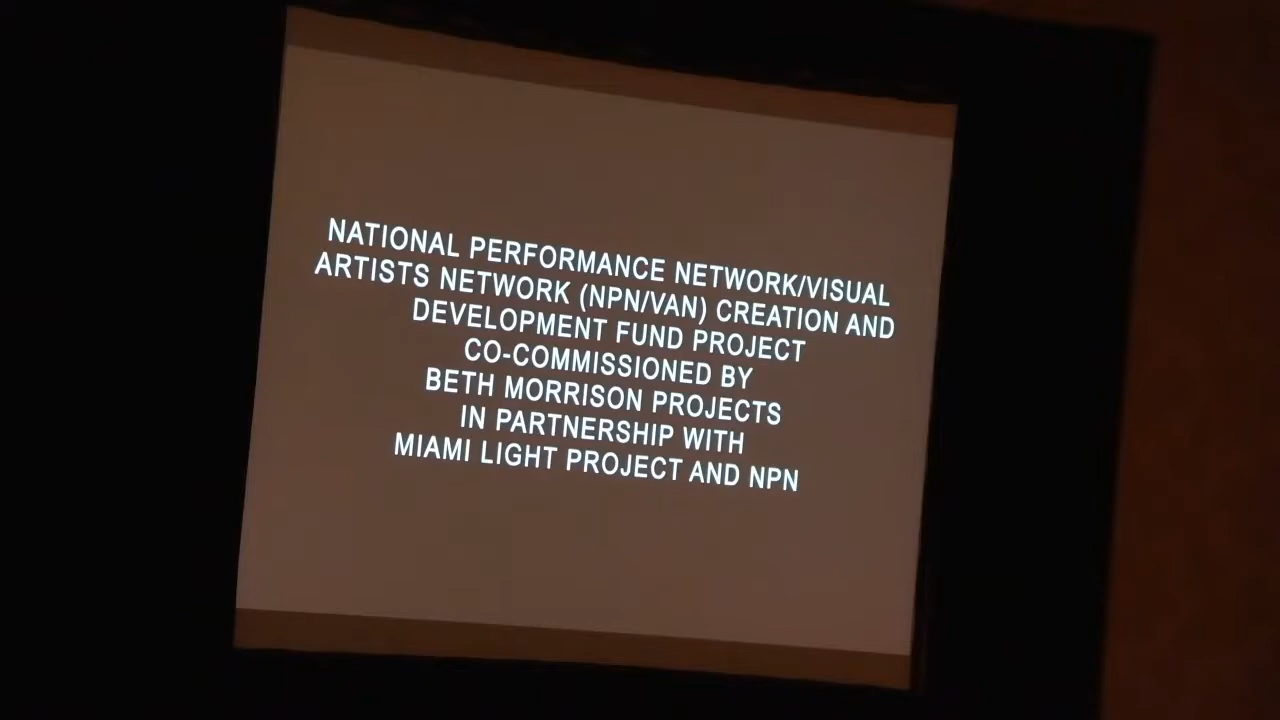 NATIONAL PERFORMANCE NETWORK/VISUAL
ARTISTS NETWORK (NPN/VAN) CREATION AND
DEVELOPMENT FUND PROJECT
CO-COMMISSIONED BY
BETH MORRISON PROJECTS
IN PARTNERSHIP WITH
MIAMI LIGHT PROJECT AND NPN